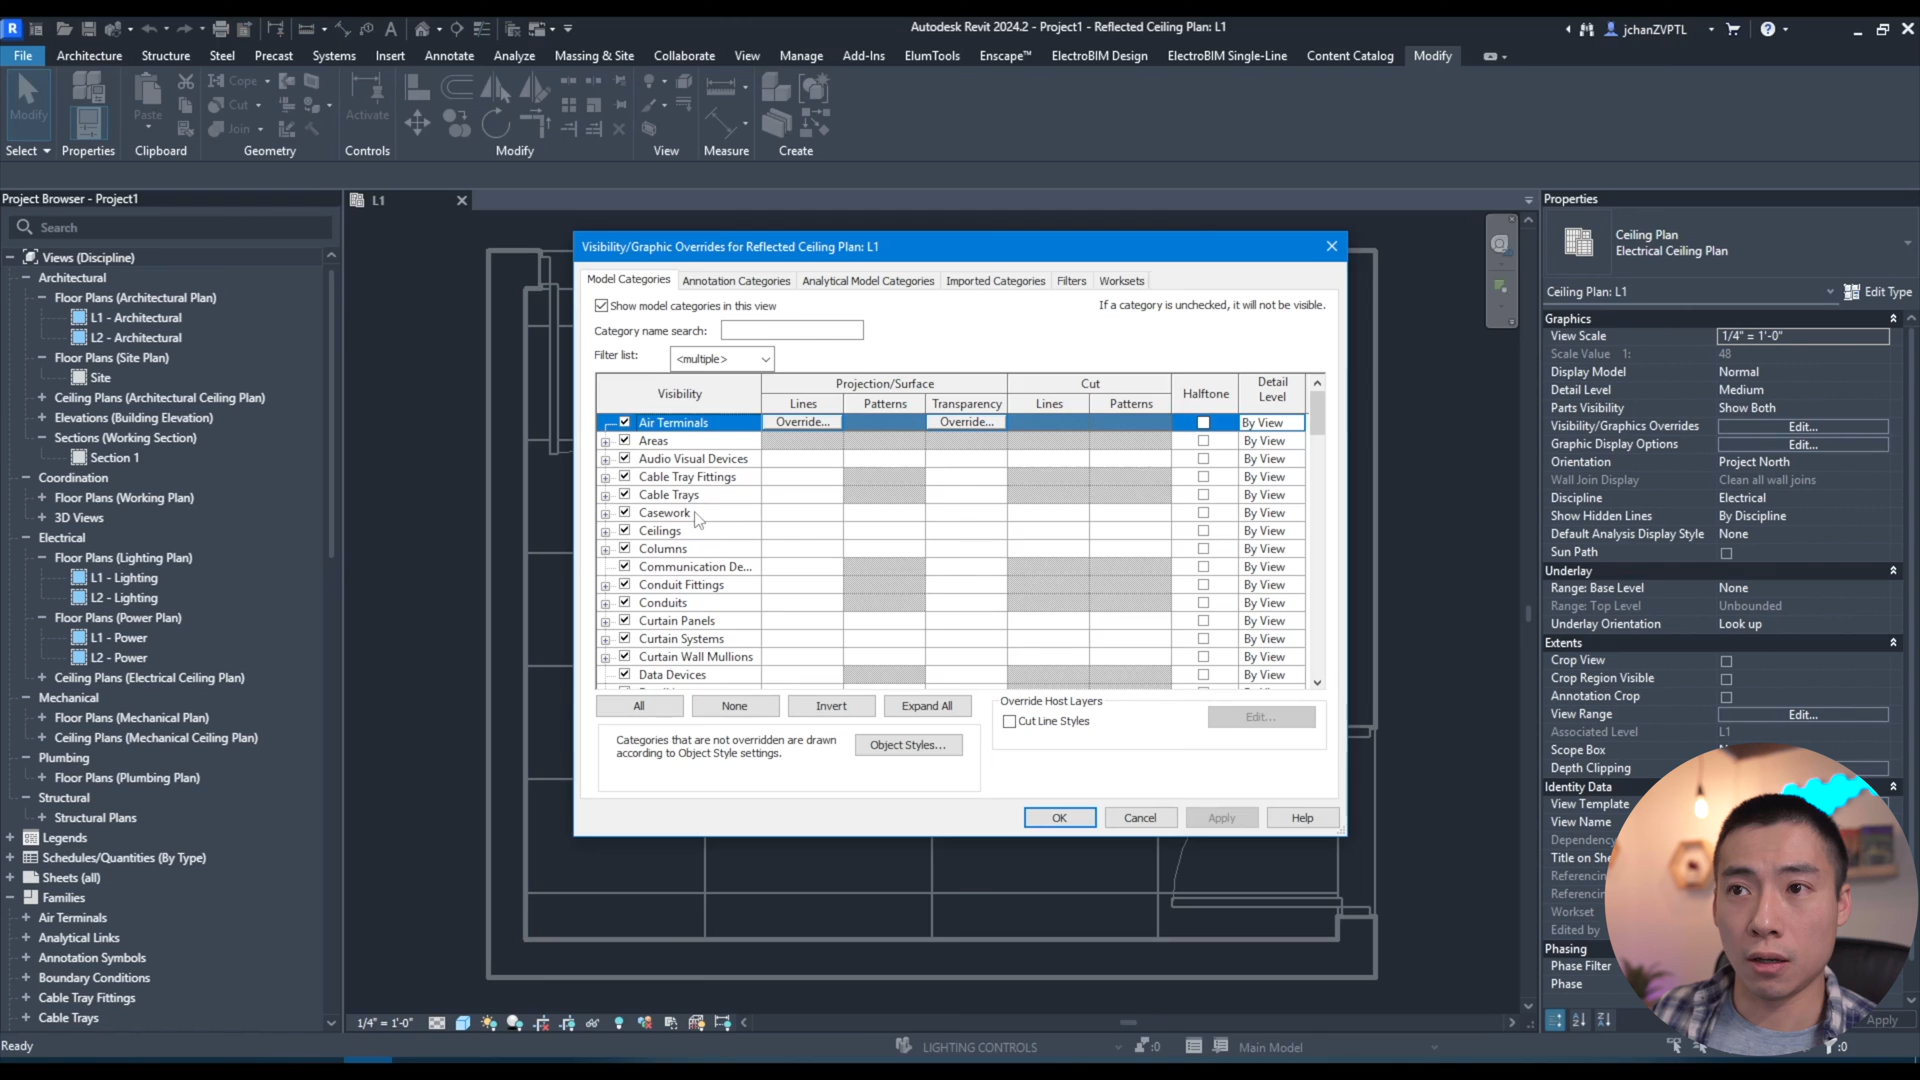 Autodesk Revit 2024.2 - Project1 - Reflected Ceiling Plan: L1
jchanZVPTL
File
Architecture
Structure
Steel
Precast
Systems
Insert
Annotate
Analyze
Massing & Site
Collaborate
View
Manage
Add-Ins
ElumTools
Enscape™
ElectroBIM Design
ElectroBIM Single-Line
Content Catalog
Modify
Modify
Paste
Cope
Cut
Join
Activate
Select
Properties
Clipboard
Geometry
Controls
Modify
View
Measure
Create
Project Browser - Project1
Search
Views (Discipline)
Architectural
Floor Plans (Architectural Plan)
L1 - Architectural
L2 - Architectural
Floor Plans (Site Plan)
Site
Ceiling Plans (Architectural Ceiling Plan)
Elevations (Building Elevation)
Sections (Working Section)
Section 1
Coordination
Floor Plans (Working Plan)
3D Views
Electrical
Floor Plans (Lighting Plan)
L1 - Lighting
L2 - Lighting
Floor Plans (Power Plan)
L1 - Power
L2 - Power
Ceiling Plans (Electrical Ceiling Plan)
Mechanical
Floor Plans (Mechanical Plan)
Ceiling Plans (Mechanical Ceiling Plan)
Plumbing
Floor Plans (Plumbing Plan)
Structural
Structural Plans
Legends
Schedules/Quantities (By Type)
Sheets (all)
Families
Air Terminals
Analytical Links
Annotation Symbols
Boundary Conditions
Cable Tray Fittings
Cable Trays
L1
Visibility/Graphic Overrides for Reflected Ceiling Plan: L1
Model Categories
Annotation Categories
Analytical Model Categories
Imported Categories
Filters
Worksets
Show model categories in this view
If a category is unchecked, it will not be visible.
Category name search:
Filter list:
<multiple>
Visibility
Projection/Surface
Cut
Halftone
Detail Level
Lines
Patterns
Transparency
Lines
Patterns
Air Terminals Override... Override... By View
Areas By View
Audio Visual Devices By View
Cable Tray Fittings By View
Cable Trays By View
Casework By View
Ceilings By View
Columns By View
Communication De... By View
Conduit Fittings By View
Conduits By View
Curtain Panels By View
Curtain Systems By View
Curtain Wall Mullions By View
Data Devices By View
All
None
Invert
Expand All
Override Host Layers
Cut Line Styles
Edit...
Categories that are not overridden are drawn
according to Object Style settings.
Object Styles...
OK
Cancel
Apply
Help
Properties
Ceiling Plan
Electrical Ceiling Plan
Ceiling Plan: L1
Edit Type
Graphics
View Scale 1/4" = 1'-0"
Scale Value 1: 48
Display Model Normal
Detail Level Medium
Parts Visibility Show Both
Visibility/Graphics Overrides Edit...
Graphic Display Options Edit...
Orientation Project North
Wall Join Display Clean all wall joins
Discipline Electrical
Show Hidden Lines By Discipline
Default Analysis Display Style None
Sun Path
Underlay
Range: Base Level None
Range: Top Level Unbounded
Underlay Orientation Look up
Extents
Crop View
Crop Region Visible
Annotation Crop
View Range Edit...
Associated Level L1
Scope Box
Depth Clipping
Identity Data
View Template
View Name
Dependency
Title on She
Referencing
Referencing
Workset
Edited by
Phasing
Phase Filter
Phase
Apply
1/4" = 1'-0"
Ready
LIGHTING CONTROLS
:0
Main Model
:0